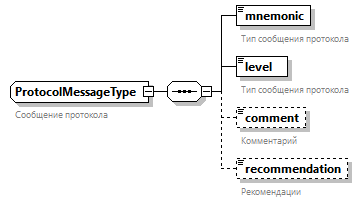 mnemonic
Тип сообщения протокола
level
Тип сообщения протокола
ProtocolMessageType
Сообщение протокола
comment
Комментарий
recommendation
Рекомендации